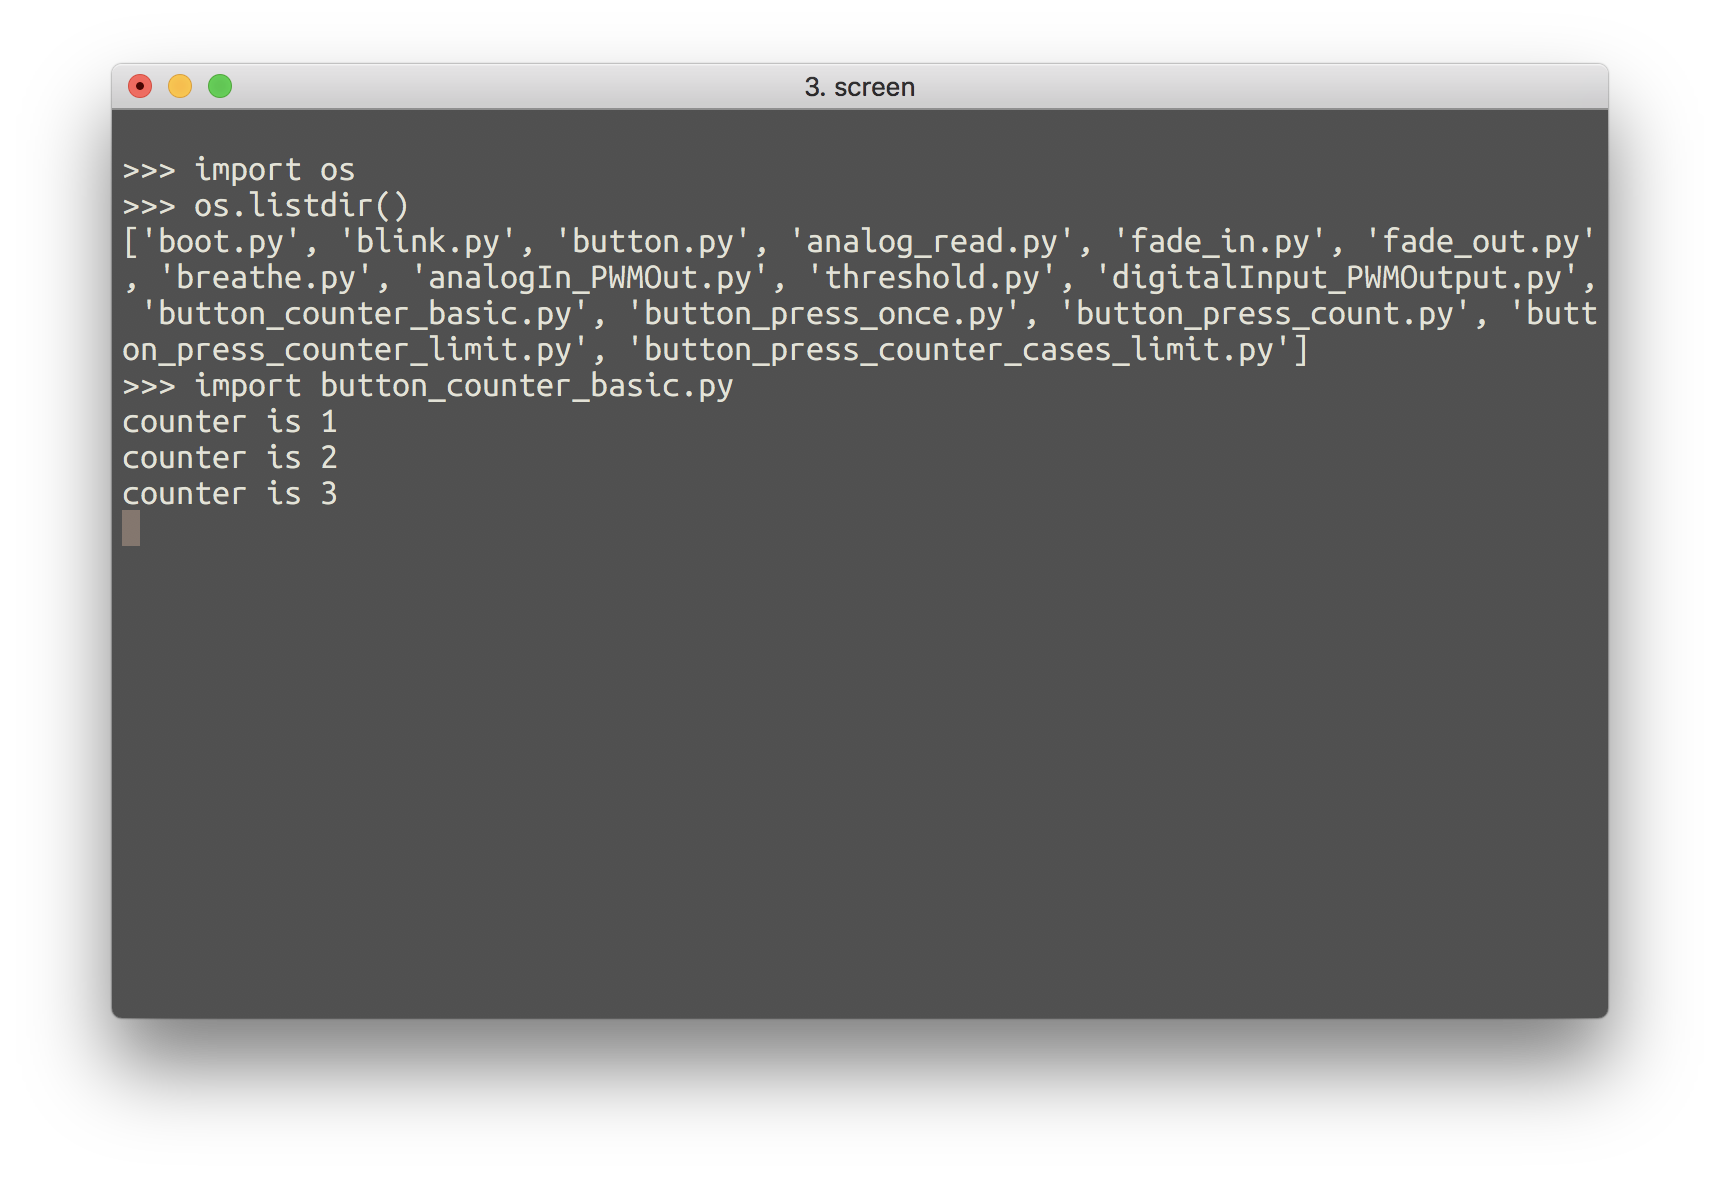 3. screen
>>> import os
>>> os.listdir()
['boot.py', 'blink.py', 'button.py', 'analog_read.py', 'fade_in.py', 'fade_out.py'
, 'breathe.py', 'analogIn_PWMOut.py', 'threshold.py', 'digitalInput_PWMOutput.py',
 'button_counter_basic.py', 'button_press_once.py', 'button_press_count.py', 'butt
on_press_counter_limit.py', 'button_press_counter_cases_limit.py']
>>> import button_counter_basic.py
counter is 1
counter is 2
counter is 3